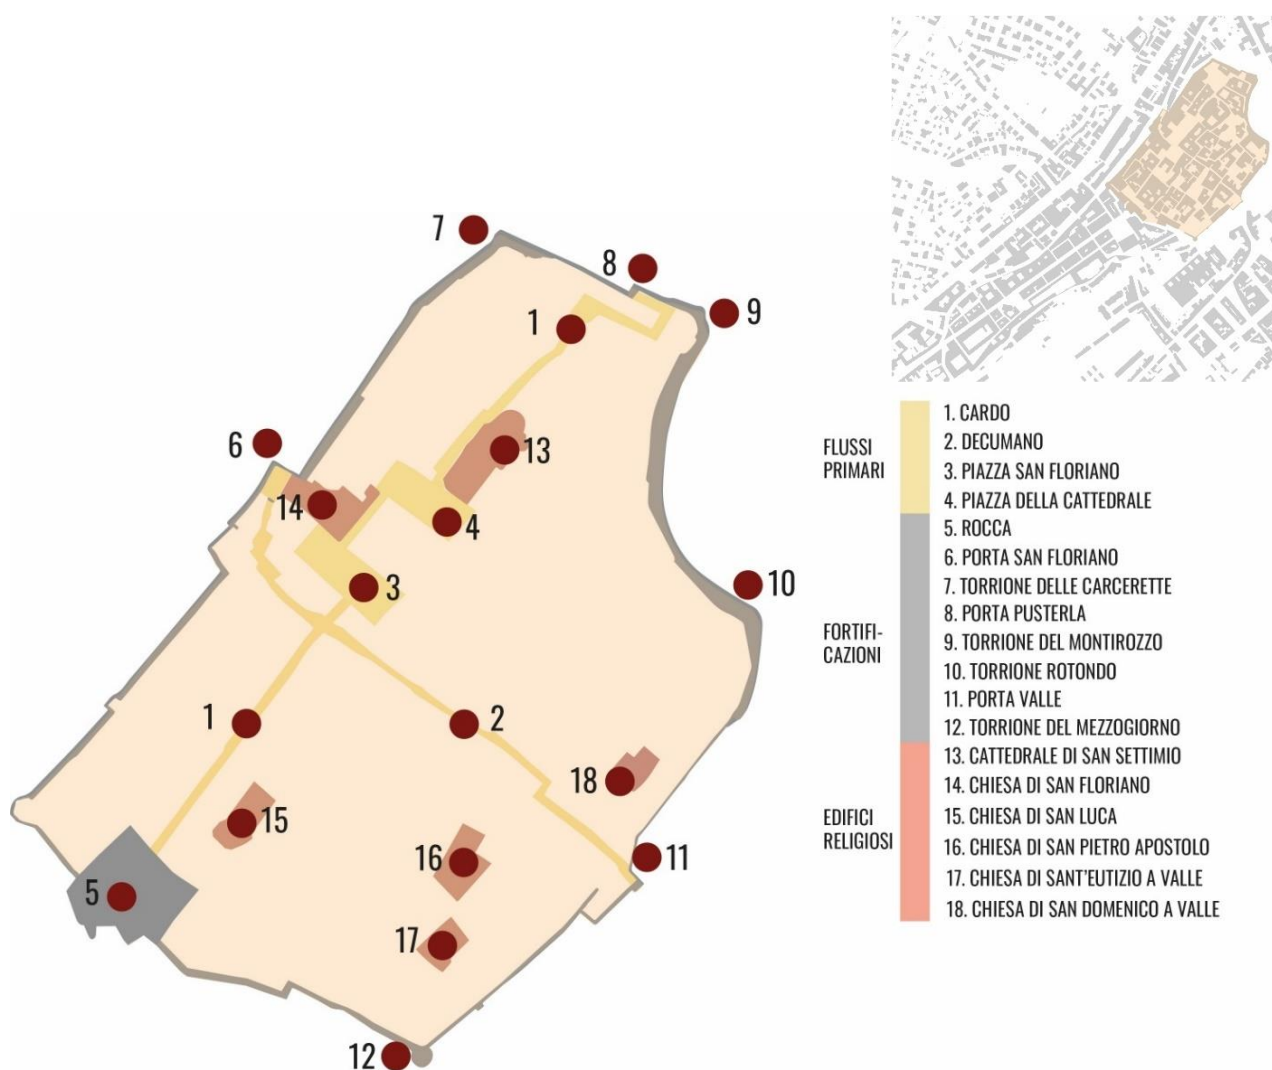 7
8
9
1
6
13
14
4
3
10
1
2
18
15
16
11
5
17
12
FLUSSI
PRIMARI
1. CARDO
2. DECUMANO
3. PIAZZA SAN FLORIANO
4. PIAZZA DELLA CATTEDRALE
FORTIFI-
CAZIONI
5. ROCCA
6. PORTA SAN FLORIANO
7. TORRIONE DELLE CARCERETTE
8. PORTA PUSTERLA
9. TORRIONE DEL MONTIROZZO
10. TORRIONE ROTONDO
11. PORTA VALLE
12. TORRIONE DEL MEZZOGIORNO
EDIFICI
RELIGIOSI
13. CATTEDRALE DI SAN SETTIMIO
14. CHIESA DI SAN FLORIANO
15. CHIESA DI SAN LUCA
16. CHIESA DI SAN PIETRO APOSTOLO
17. CHIESA DI SANT'EUTIZIO A VALLE
18. CHIESA DI SAN DOMENICO A VALLE